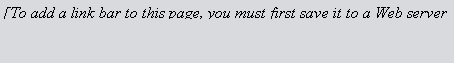 [To add a link bar to this page, you must first save it to a Web server